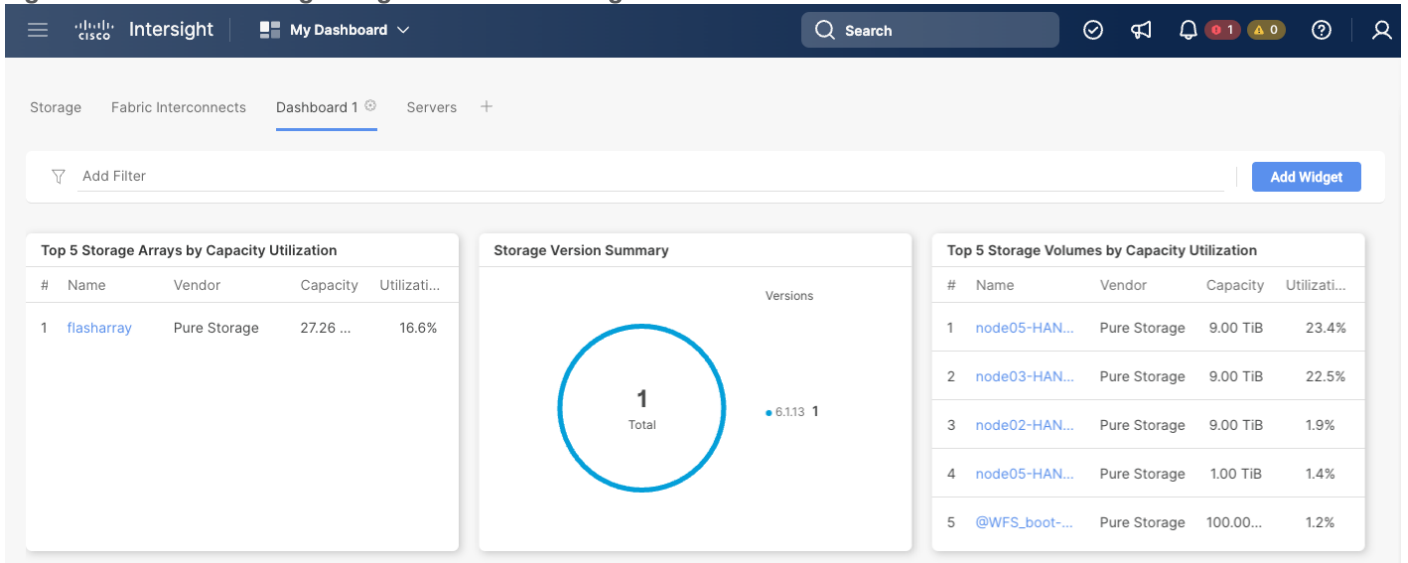 cisco Intersight My Dashboard Search 1 0
Storage Fabric Interconnects Dashboard 1 Servers +
Add Filter Add Widget
Top 5 Storage Arrays by Capacity Utilization
# Name Vendor Capacity Utilizati...
1 flasharray Pure Storage 27.26 ... 16.6%
Storage Version Summary
Versions
1
Total
6.1.13 1
Top 5 Storage Volumes by Capacity Utilization
# Name Vendor Capacity Utilizati...
1 node05-HAN... Pure Storage 9.00 TiB 23.4%
2 node03-HAN... Pure Storage 9.00 TiB 22.5%
3 node02-HAN... Pure Storage 9.00 TiB 1.9%
4 node05-HAN... Pure Storage 1.00 TiB 1.4%
5 @WFS_boot-... Pure Storage 100.00... 1.2%